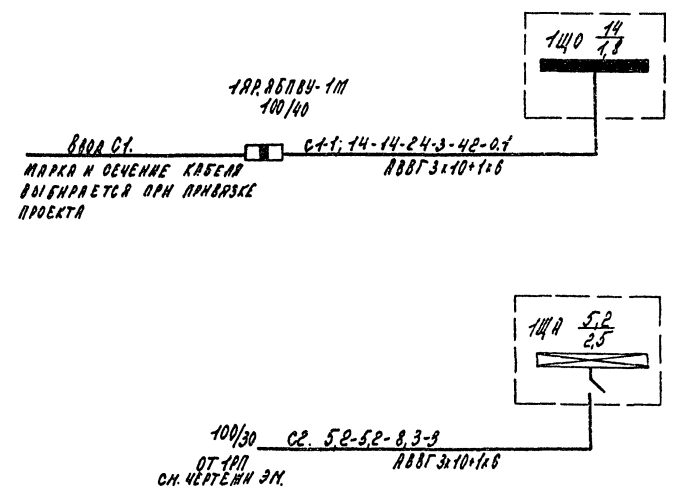 1ЩО 14
1,8
1ЯР. ЯБПВУ-1М
100/40
Ввод С1.
С1-1; 14-14-24-3-42-0.1
МАРКА И СЕЧЕНИЕ КАБЕЛЯ
ВЫБИРАЕТСЯ ПРИ ПРИВЯЗКЕ
ПРОЕКТА
АВВГ 3х10+1х6
1ЩА 5,2
2,5
100/30
С2. 5,2-5,2-8,3-3
ОТ 1РП
СМ. ЧЕРТЕЖИ ЭМ.
АВВГ 3х10+1х6